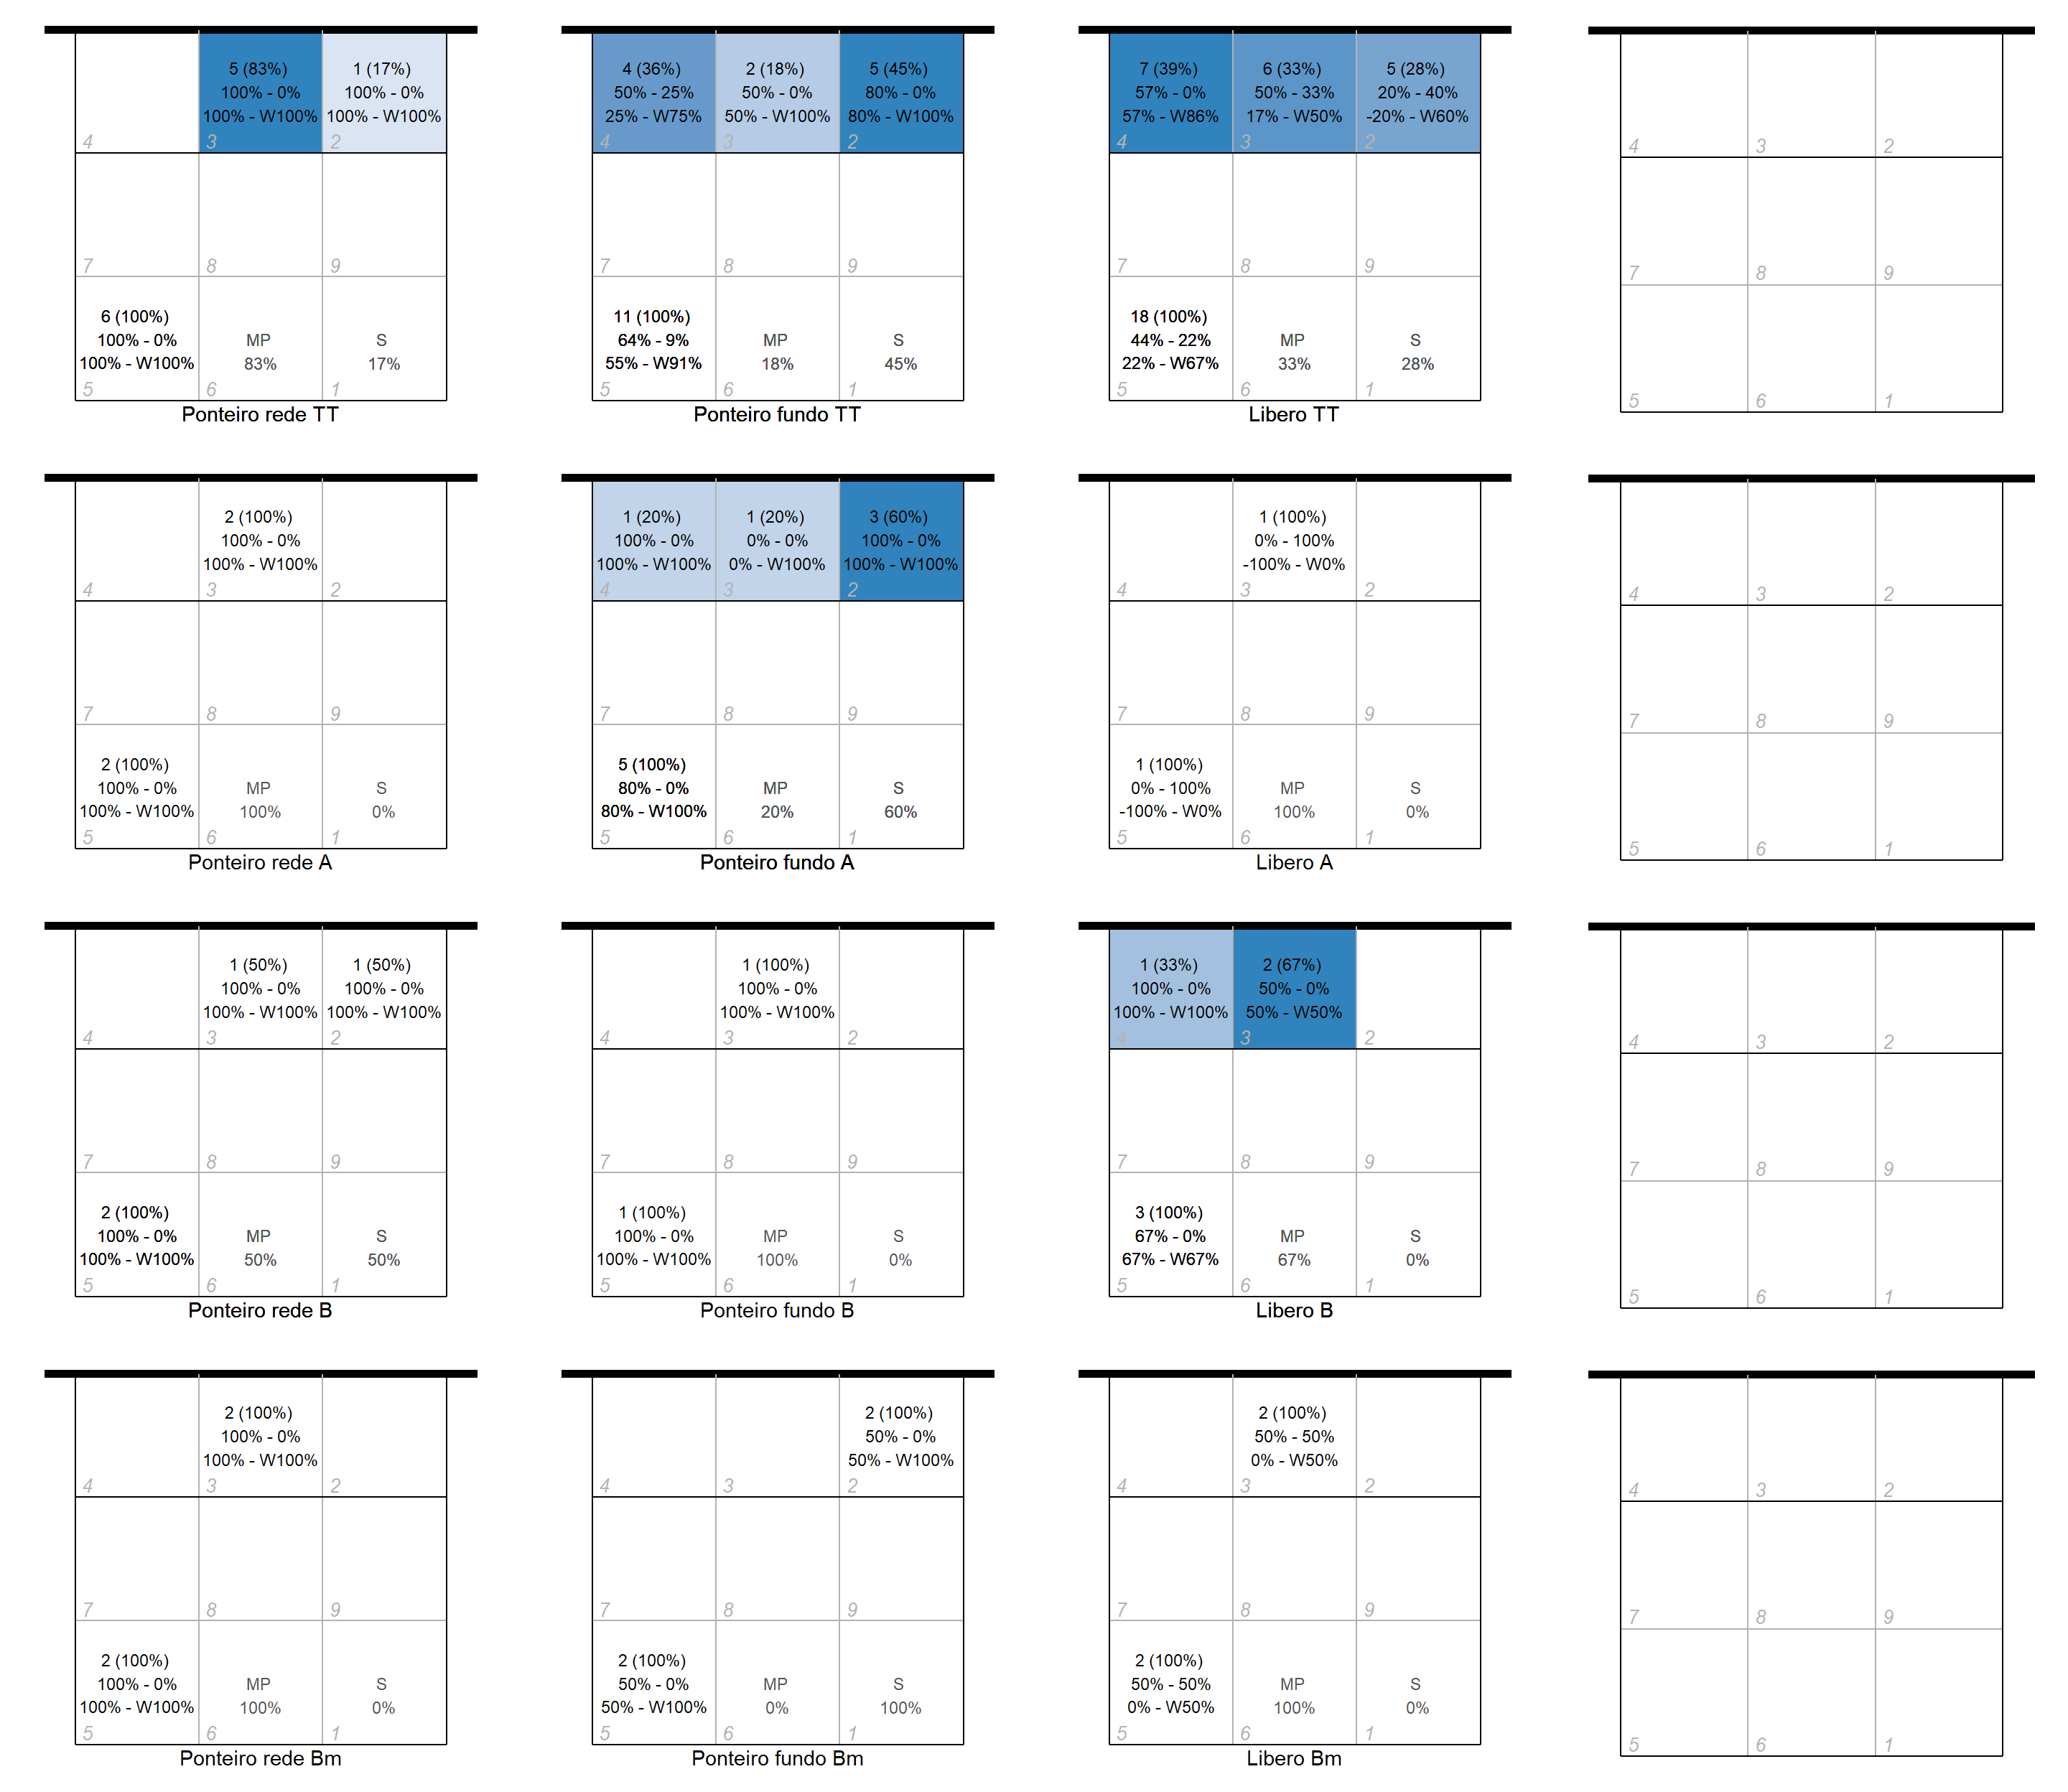 5 (83%) 1 (17%)
100% - 0% 100% - 0%
100% - W100% 100% - W100%
4 3 2
7 8 9
6 (100%)
100% - 0% MP S
100% - W100% 83% 17%
5 6 1
Ponteiro rede TT
4 (36%) 2 (18%) 5 (45%)
50% - 25% 50% - 0% 80% - 0%
25% - W75% 50% - W100% 80% - W100%
4 3 2
7 8 9
11 (100%)
64% - 9% MP S
55% - W91% 18% 45%
5 6 1
Ponteiro fundo TT
7 (39%) 6 (33%) 5 (28%)
57% - 0% 50% - 33% 20% - 40%
57% - W86% 17% - W50% -20% - W60%
4 3 2
7 8 9
18 (100%)
44% - 22% MP S
22% - W67% 33% 28%
5 6 1
Libero TT
4 3 2
7 8 9
5 6 1
2 (100%)
100% - 0%
100% - W100%
4 3 2
7 8 9
2 (100%)
100% - 0% MP S
100% - W100% 100% 0%
5 6 1
Ponteiro rede A
1 (20%) 1 (20%) 3 (60%)
100% - 0% 0% - 0% 100% - 0%
100% - W100% 0% - W100% 100% - W100%
4 3 2
7 8 9
5 (100%)
80% - 0% MP S
80% - W100% 20% 60%
5 6 1
Ponteiro fundo A
1 (100%)
0% - 100%
-100% - W0%
4 3 2
7 8 9
1 (100%)
0% - 100% MP S
-100% - W0% 100% 0%
5 6 1
Libero A
4 3 2
7 8 9
5 6 1
1 (50%) 1 (50%)
100% - 0% 100% - 0%
100% - W100% 100% - W100%
4 3 2
7 8 9
2 (100%)
100% - 0% MP S
100% - W100% 50% 50%
5 6 1
Ponteiro rede B
1 (100%)
100% - 0%
100% - W100%
4 3 2
7 8 9
1 (100%)
100% - 0% MP S
100% - W100% 100% 0%
5 6 1
Ponteiro fundo B
1 (33%) 2 (67%)
100% - 0% 50% - 0%
100% - W100% 50% - W50%
4 3 2
7 8 9
3 (100%)
67% - 0% MP S
67% - W67% 67% 0%
5 6 1
Libero B
4 3 2
7 8 9
5 6 1
2 (100%)
100% - 0%
100% - W100%
4 3 2
7 8 9
2 (100%)
100% - 0% MP S
100% - W100% 100% 0%
5 6 1
Ponteiro rede Bm
2 (100%)
50% - 0%
50% - W100%
4 3 2
7 8 9
2 (100%)
50% - 0% MP S
50% - W100% 0% 100%
5 6 1
Ponteiro fundo Bm
2 (100%)
50% - 50%
0% - W50%
4 3 2
7 8 9
2 (100%)
50% - 50% MP S
0% - W50% 100% 0%
5 6 1
Libero Bm
4 3 2
7 8 9
5 6 1